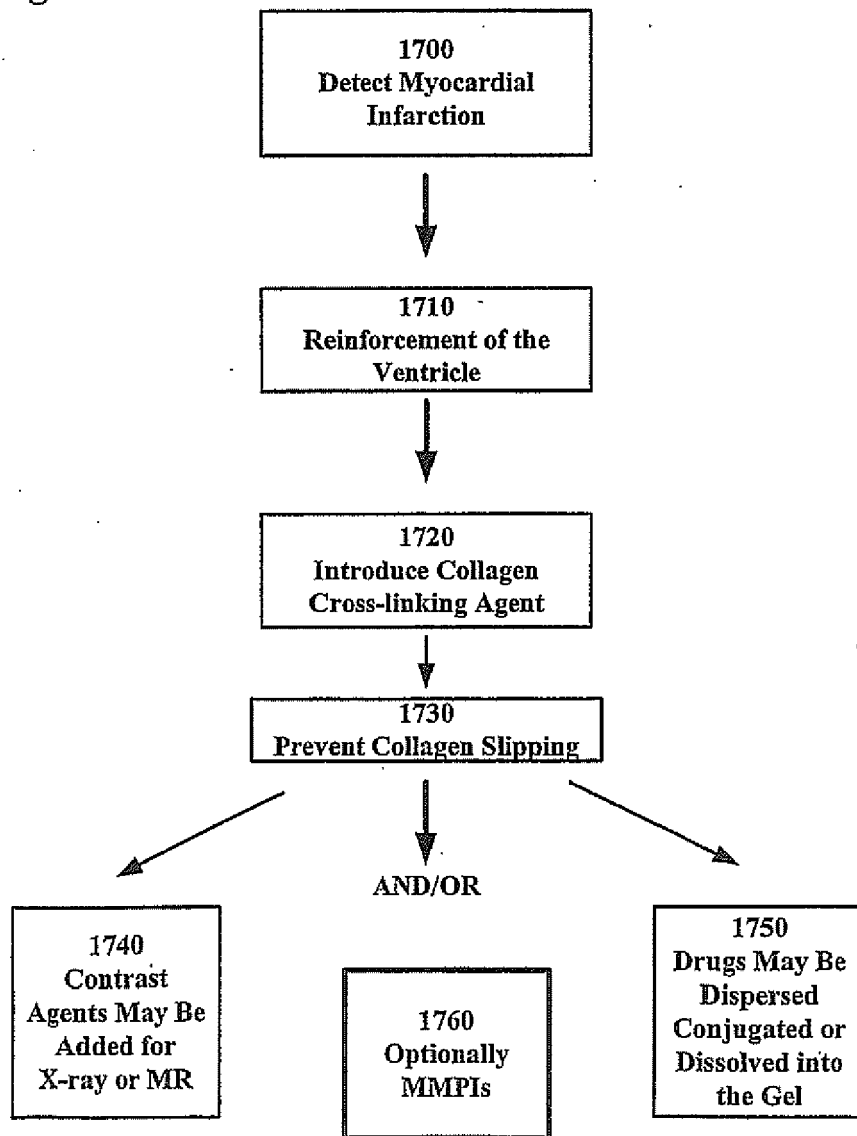 1700
Detect Myocardial
Infarction
1710
Reinforcement of the
Ventricle
1720
Introduce Collagen
Cross-linking Agent
1730
Prevent Collagen Slipping
AND/OR
1740
Contrast
Agents May Be
Added for
X-ray or MR
1760
Optionally
MMPIs
1750
Drugs May Be
Dispersed
Conjugated or
Dissolved into
the Gel